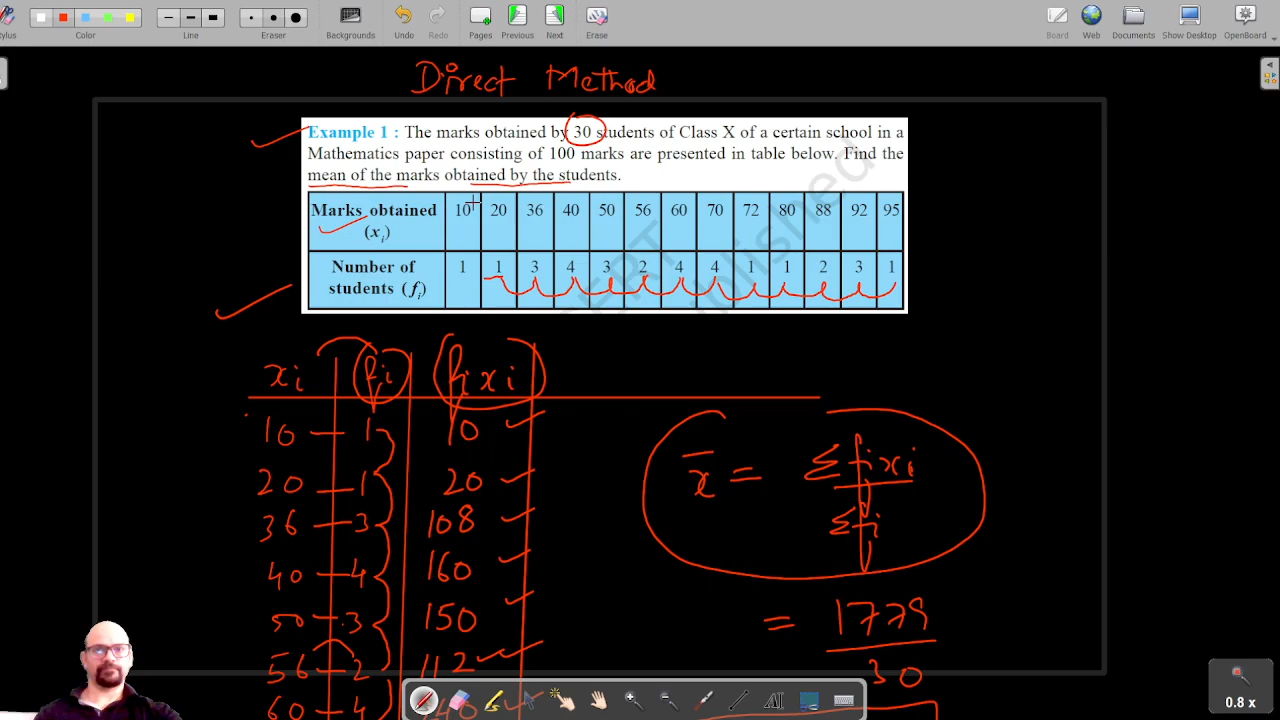 Color Line Eraser Backgrounds Undo Redo Pages Previous Next Erase Board Web Documents Show Desktop OpenBoard
Direct Method
Example 1 : The marks obtained by 30 students of Class X of a certain school in a
Mathematics paper consisting of 100 marks are presented in table below. Find the
mean of the marks obtained by the students.
Marks obtained 10 20 36 40 50 56 60 70 72 80 88 92 95
(xi)
Number of 1 1 3 4 3 2 4 4 1 1 2 3 1
students (fi)
xi fi fixi
10 — 1 10
20 — 1 20
36 — 3 108
40 — 4 160
50 — 3 150
56 — 2 112
60 — 4
x̄ = Σfixi
Σfi
= 1779
30
0.8 x